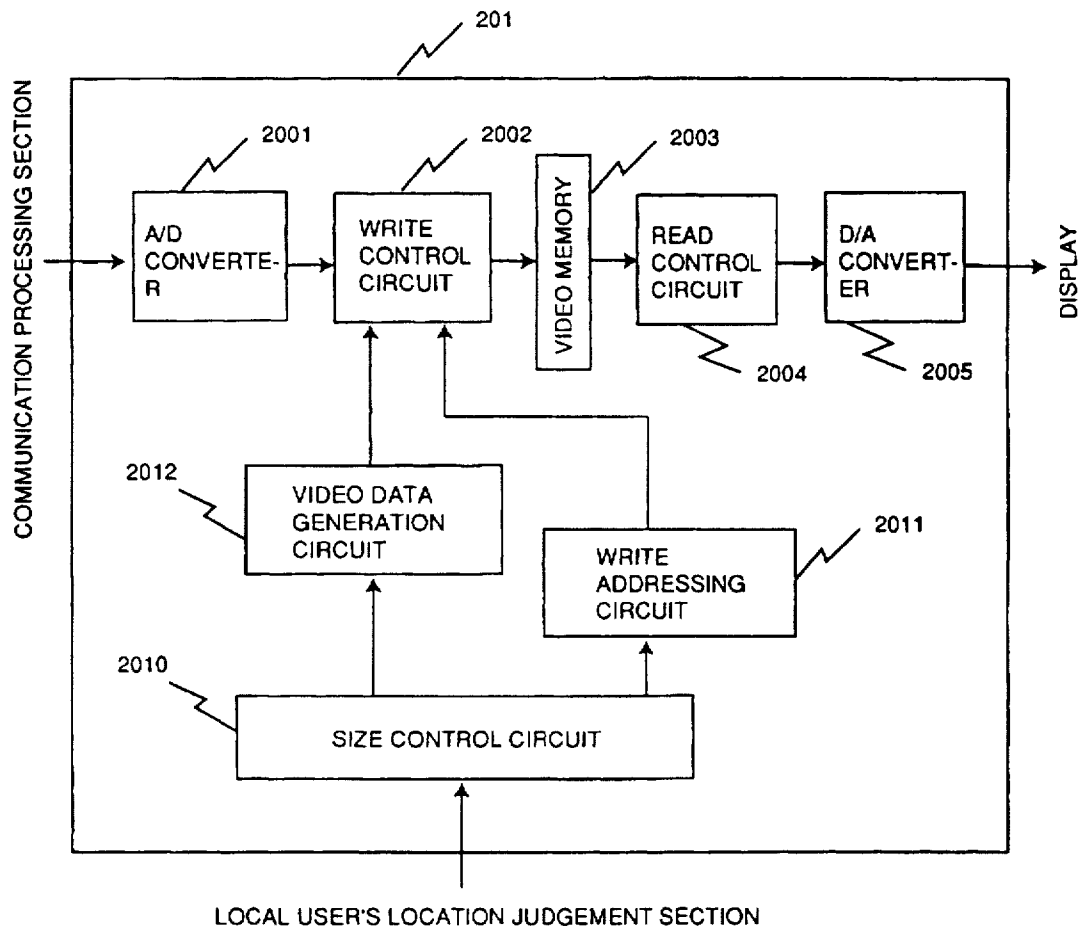 201
COMMUNICATION PROCESSING SECTION
2001
A/D
CONVERTE-
R
2002
WRITE
CONTROL
CIRCUIT
2003
VIDEO MEMORY
READ
CONTROL
CIRCUIT
2004
D/A
CONVERT-
ER
2005
DISPLAY
2012
VIDEO DATA
GENERATION
CIRCUIT
2011
WRITE
ADDRESSING
CIRCUIT
2010
SIZE CONTROL CIRCUIT
LOCAL USER'S LOCATION JUDGEMENT SECTION